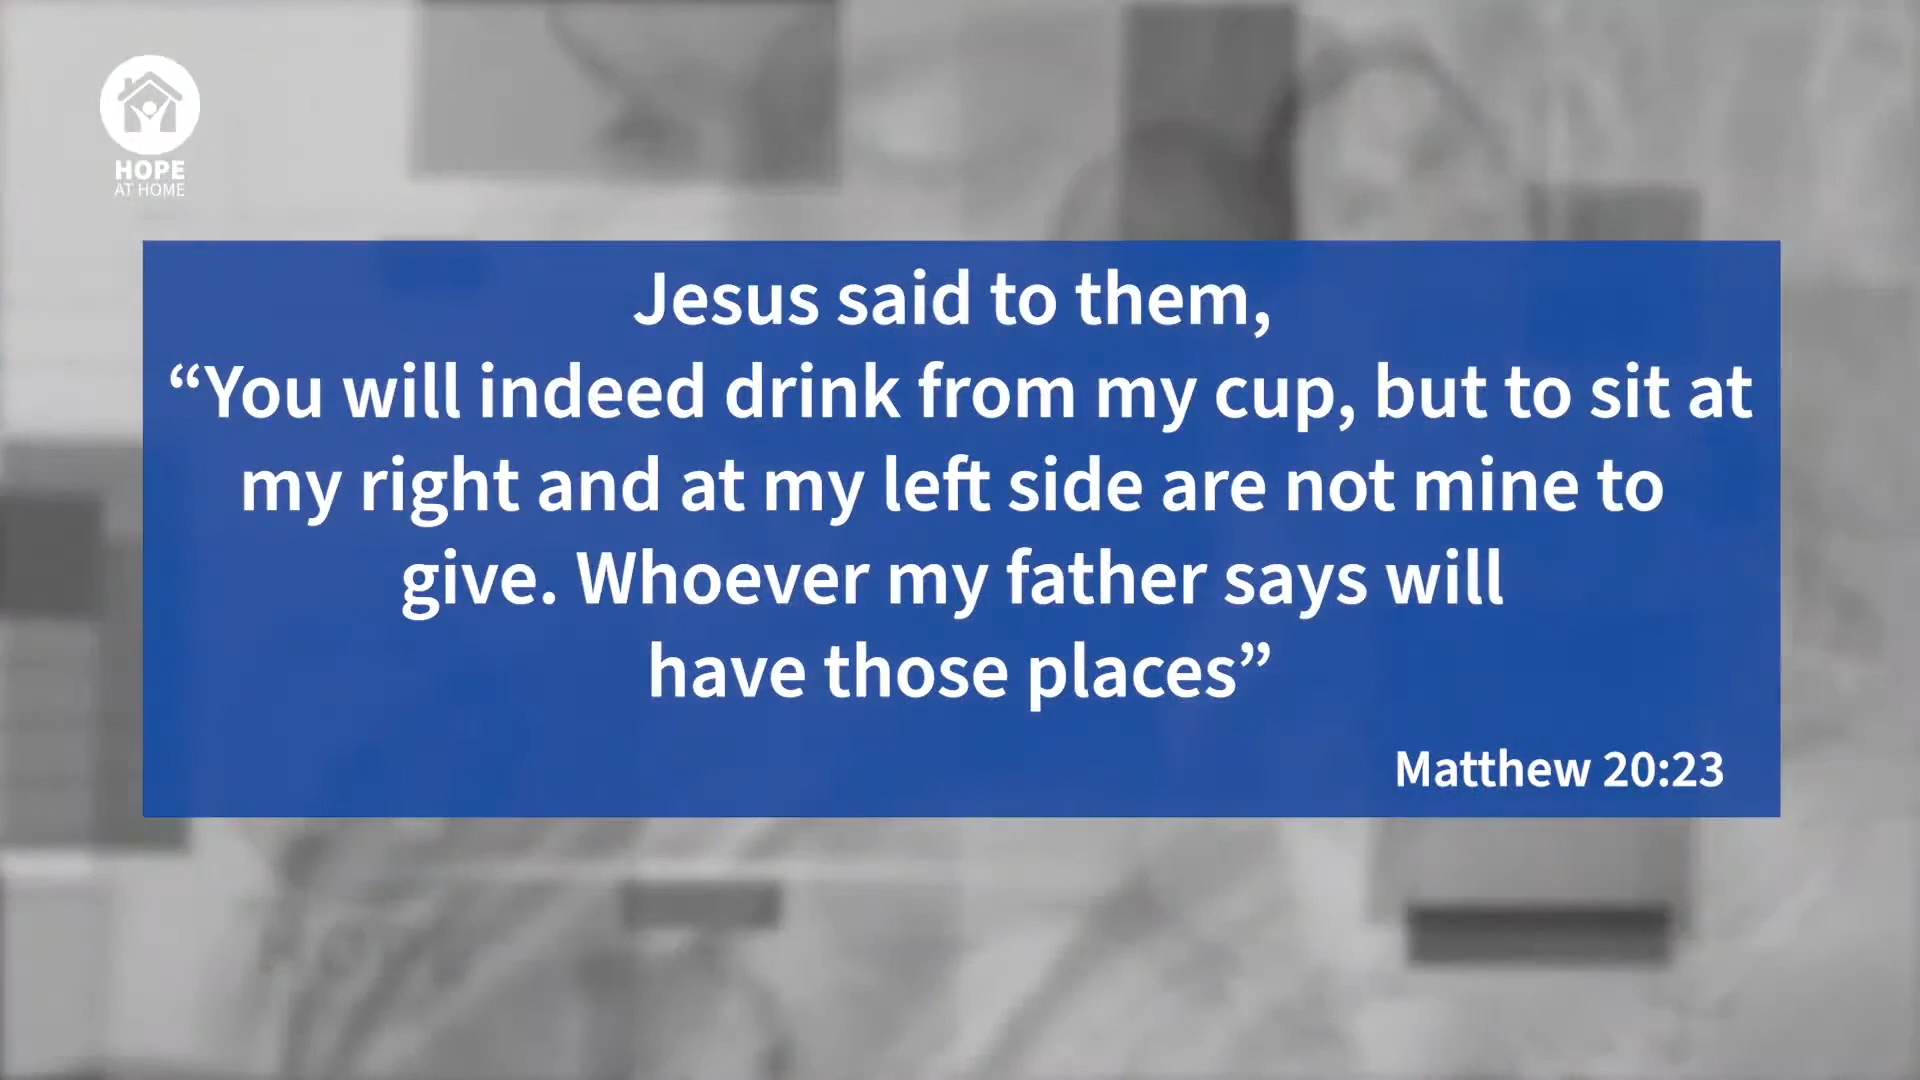 HOPE
AT HOME
Jesus said to them,
“You will indeed drink from my cup, but to sit at
my right and at my left side are not mine to
give. Whoever my father says will
have those places”
Matthew 20:23